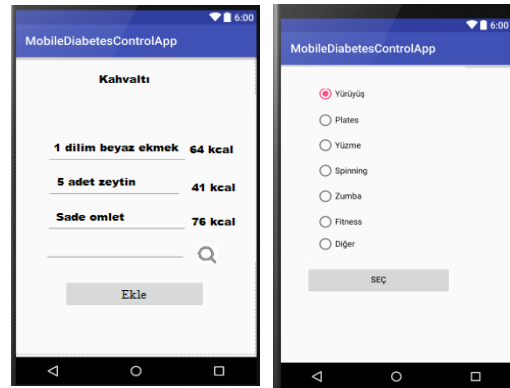 6:00
MobileDiabetesControlApp
Kahvaltı
1 dilim beyaz ekmek 64 kcal
5 adet zeytin 41 kcal
Sade omlet 76 kcal
Ekle
6:00
MobileDiabetesControlApp
Yürüyüş
Plates
Yüzme
Spinning
Zumba
Fitness
Diğer
SEÇ